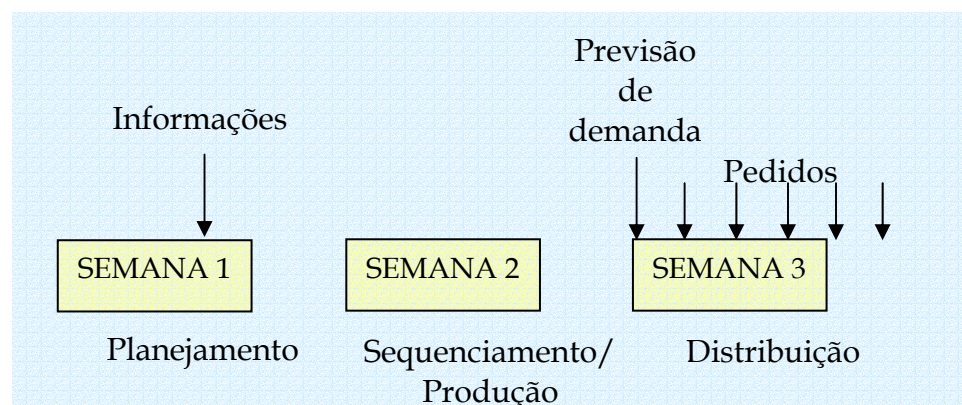 Informações
Previsão
de
demanda
Pedidos
SEMANA 1
SEMANA 2
SEMANA 3
Planejamento
Sequenciamento/
Produção
Distribuição